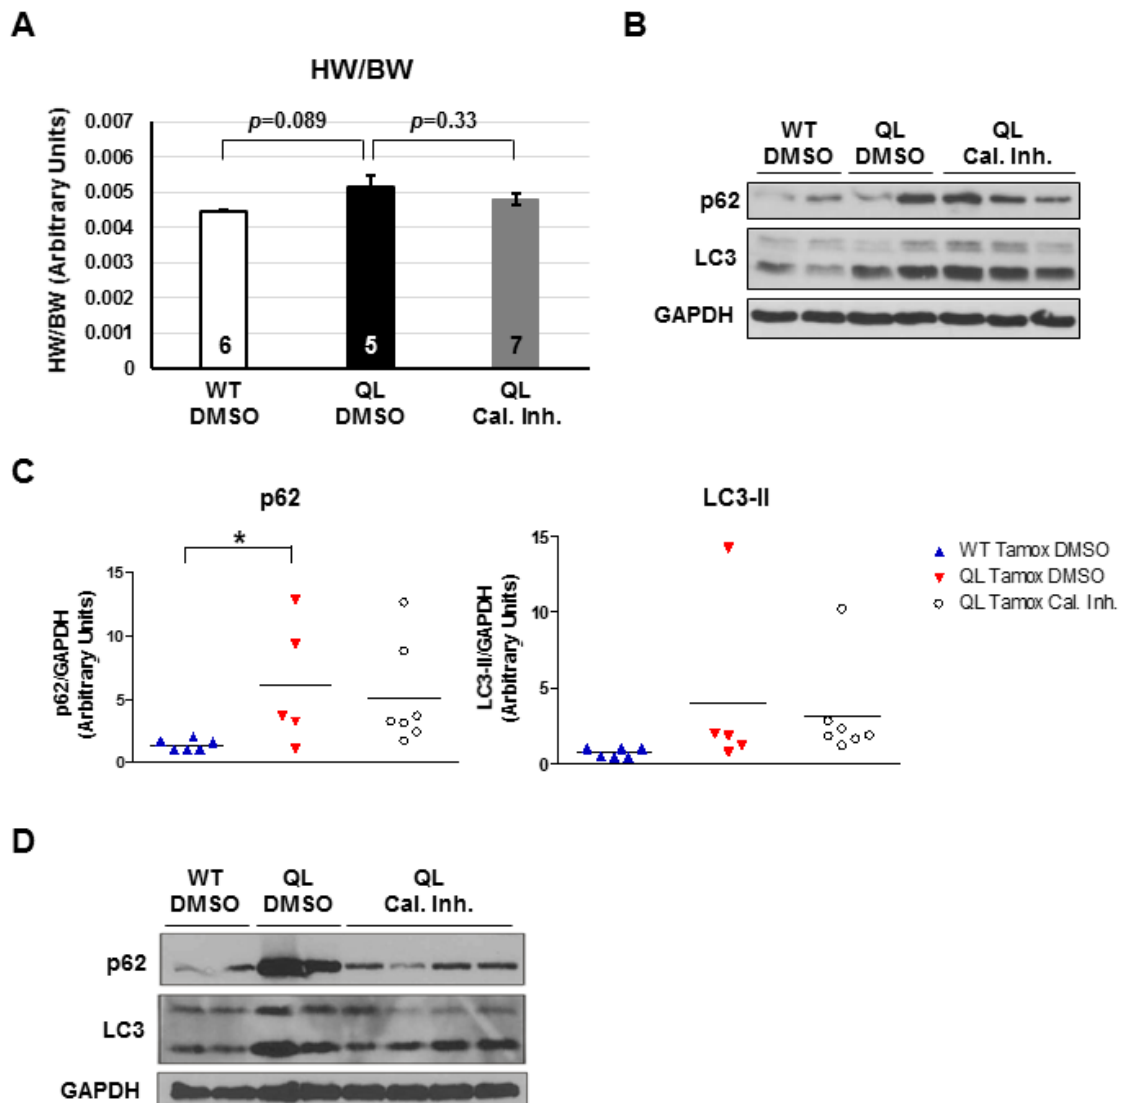 A
HW/BW
HW/BW (Arbitrary Units)
0.007
0.006
0.005
0.004
0.003
0.002
0.001
0
p=0.089
p=0.33
6
5
7
WT
DMSO
QL
DMSO
QL
Cal. Inh.
B
WT
DMSO
QL
DMSO
QL
Cal. Inh.
p62
LC3
GAPDH
C
p62
*
p62/GAPDH
(Arbitrary Units)
15
10
5
0
LC3-II
LC3-II/GAPDH
(Arbitrary Units)
15
10
5
0
WT Tamox DMSO
QL Tamox DMSO
QL Tamox Cal. Inh.
D
WT
DMSO
QL
DMSO
QL
Cal. Inh.
p62
LC3
GAPDH